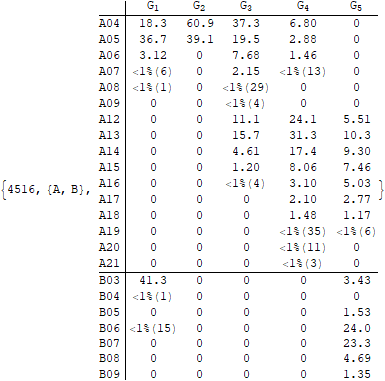 G1 G2 G3 G4 G5
A04 18.3 60.9 37.3 6.80 0
A05 36.7 39.1 19.5 2.88 0
A06 3.12 0 7.68 1.46 0
A07 <1%(6) 0 2.15 <1%(13) 0
A08 <1%(1) 0 <1%(29) 0 0
A09 0 0 <1%(4) 0 0
A12 0 0 11.1 24.1 5.51
A13 0 0 15.7 31.3 10.3
A14 0 0 4.61 17.4 9.30
A15 0 0 1.20 8.06 7.46
{4516, {A, B}, A16 0 0 <1%(4) 3.10 5.03 }
A17 0 0 0 2.10 2.77
A18 0 0 0 1.48 1.17
A19 0 0 0 <1%(35) <1%(6)
A20 0 0 0 <1%(11) 0
A21 0 0 0 <1%(3) 0
B03 41.3 0 0 0 3.43
B04 <1%(1) 0 0 0 0
B05 0 0 0 0 1.53
B06 <1%(15) 0 0 0 24.0
B07 0 0 0 0 23.3
B08 0 0 0 0 4.69
B09 0 0 0 0 1.35